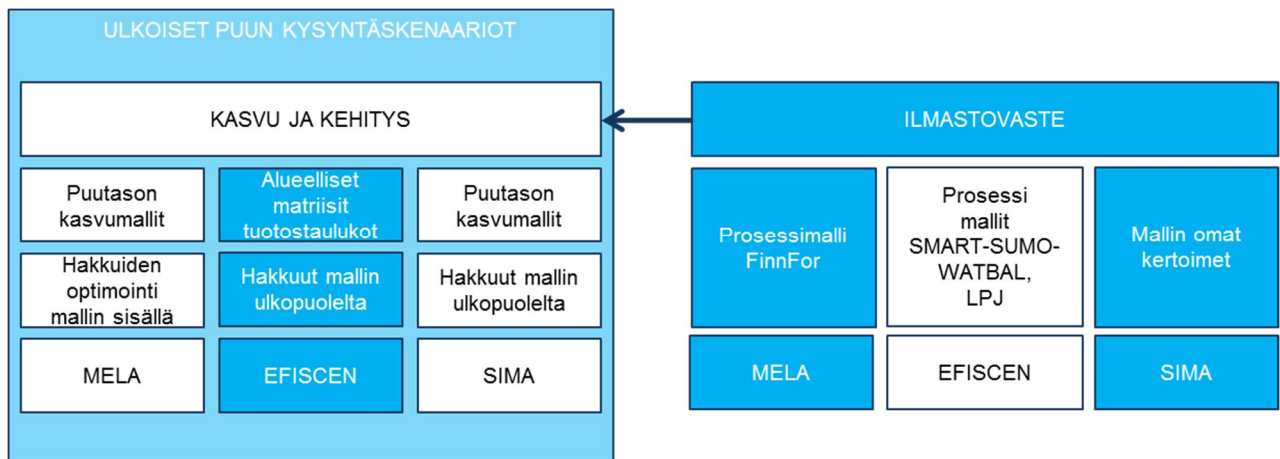 ULKOISET PUUN KYSYNTÄSKENAARIOT
KASVU JA KEHITYS
Puutason
kasvumallit
Alueelliset
matriisit
tuotostaulukot
Puutason
kasvumallit
Hakkuiden
optimointi
mallin sisällä
Hakkuut mallin
ulkopuolelta
Hakkuut mallin
ulkopuolelta
MELA
EFISCEN
SIMA
ILMASTOVASTE
Prosessimalli
FinnFor
Prosessi
mallit
SMART-SUMO-
WATBAL,
LPJ
Mallin omat
kertoimet
MELA
EFISCEN
SIMA